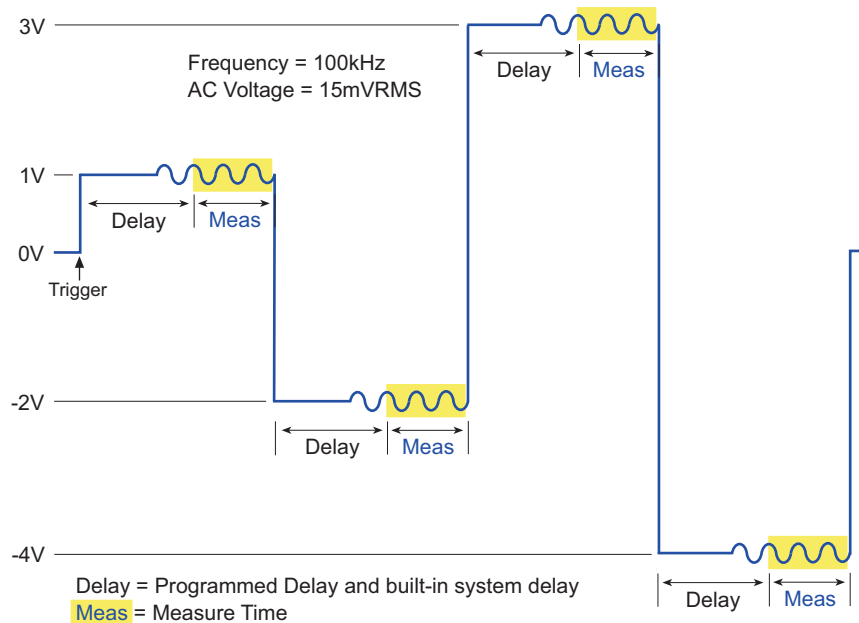 3V
Frequency = 100kHz
AC Voltage = 15mVRMS
Delay
Meas
1V
Delay
Meas
0V
Trigger
-2V
Delay
Meas
-4V
Delay = Programmed Delay and built-in system delay
Meas = Measure Time
Delay
Meas